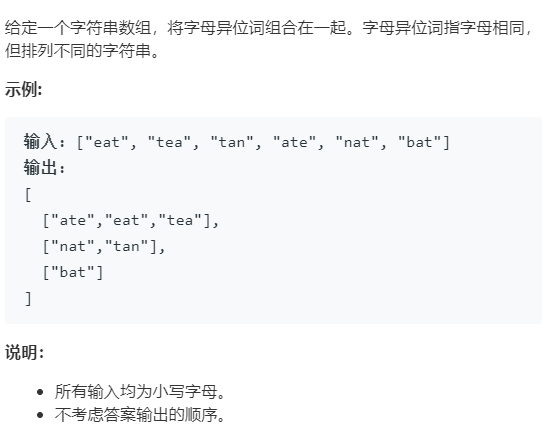 给定一个字符串数组，将字母异位词组合在一起。字母异位词指字母相同，
但排列不同的字符串。
示例:
输入: ["eat", "tea", "tan", "ate", "nat", "bat"]
输出:
[
  ["ate","eat","tea"],
  ["nat","tan"],
  ["bat"]
]
说明：
• 所有输入均为小写字母。
• 不考虑答案输出的顺序。